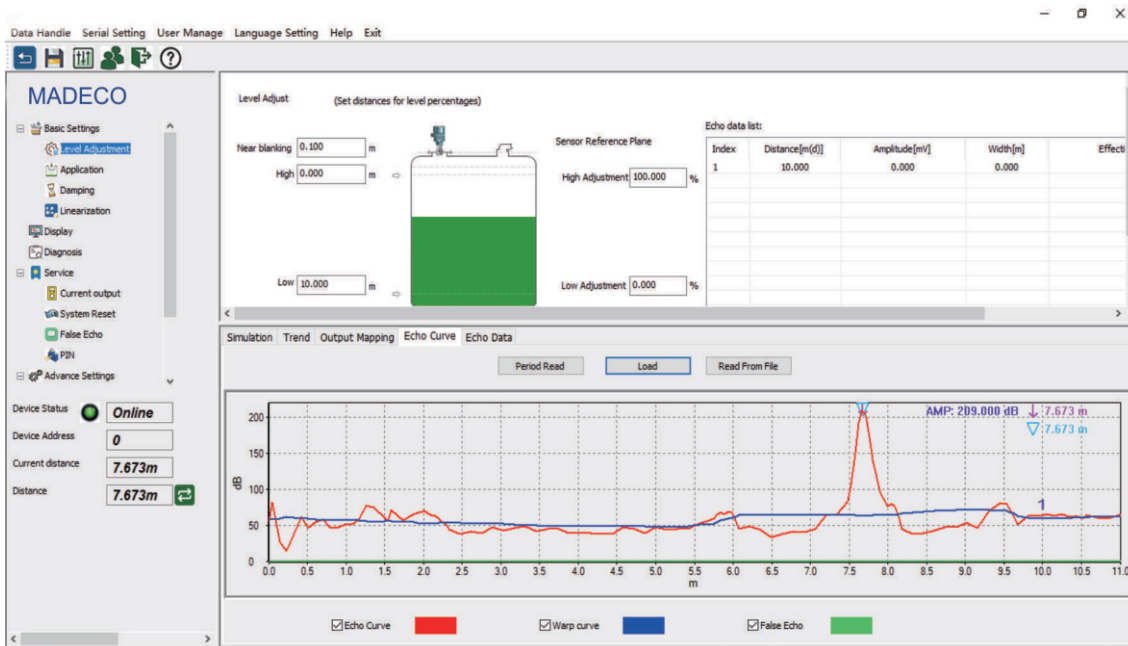 Data Handle Serial Setting User Manage Language Setting Help Exit
MADECO
Basic Settings
Level Adjustment
Application
Damping
Linearization
Display
Diagnosis
Service
Current output
System Reset
False Echo
PIN
Advance Settings
Device Status Online
Device Address 0
Current distance 7.673m
Distance 7.673m
Level Adjust (Set distances for level percentages)
Near blanking 0.100 m
High 0.000 m
Low 10.000 m
Sensor Reference Plane
High Adjustment 100.000 %
Low Adjustment 0.000 %
Echo data list:
Index Distance[m(d)] Amplitude[mV] Width[m] Effecti
1 10.000 0.000 0.000
Simulation Trend Output Mapping Echo Curve Echo Data
Period Read Load Read From File
AMP: 209.000 dB 7.673 m
7.673 m
200
150
100
50
0
dB
1
0.0 0.5 1.0 1.5 2.0 2.5 3.0 3.5 4.0 4.5 5.0 5.5 6.0 6.5 7.0 7.5 8.0 8.5 9.0 9.5 10.0 10.5 11.0
m
Echo Curve Warp curve False Echo